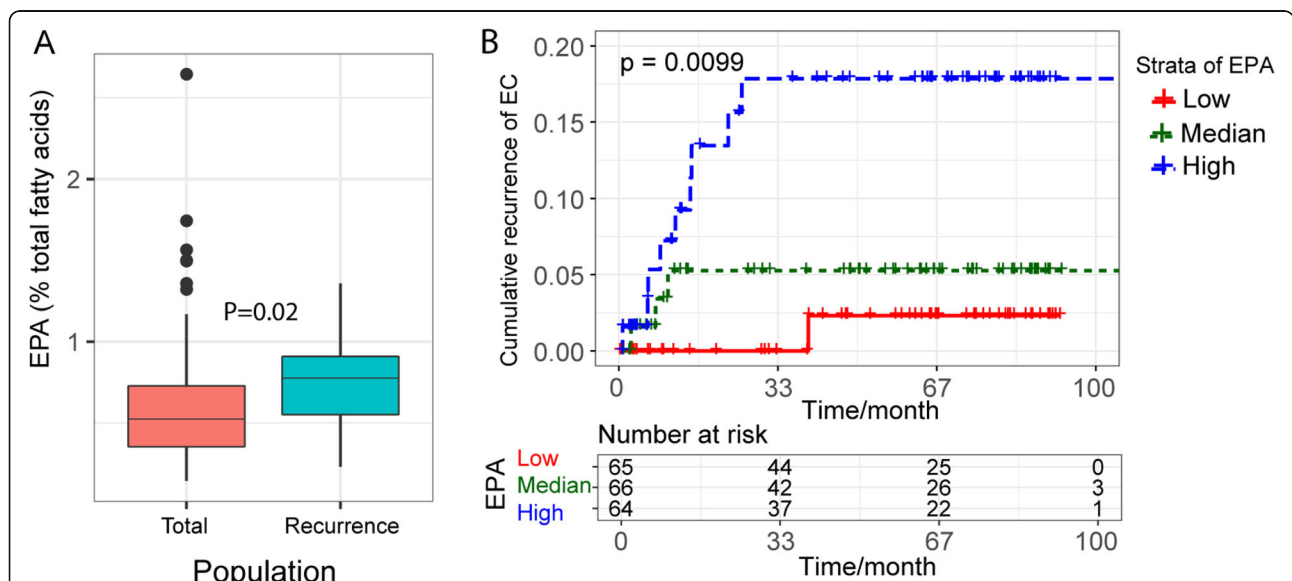 A
EPA (% total fatty acids)
2
1
P=0.02
Total Recurrence
Population
B
Cumulative recurrence of EC
0.20
0.15
0.10
0.05
0.00
p = 0.0099
0 33 67 100
Time/month
Strata of EPA
Low
Median
High
Number at risk
EPA
Low 65 44 25 0
Median 66 42 26 3
High 64 37 22 1
0 33 67 100
Time/month